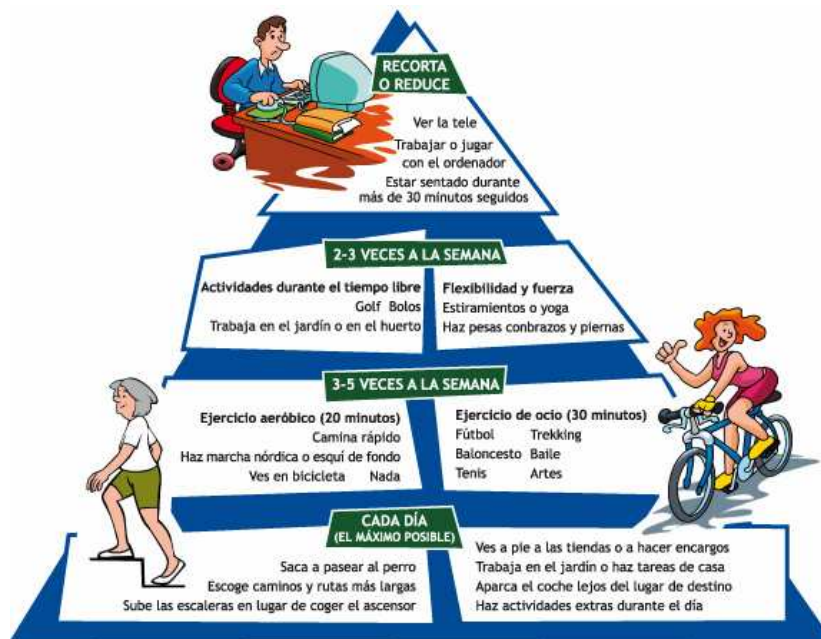 RECORTA
O REDUCE
Ver la tele
Trabajar o jugar
con el ordenador
Estar sentado durante
más de 30 minutos seguidos
2-3 VECES A LA SEMANA
Actividades durante el tiempo libre
Golf Bolos
Trabaja en el jardín o en el huerto
Flexibilidad y fuerza
Estiramientos o yoga
Haz pesas conbrazos y piernas
3-5 VECES A LA SEMANA
Ejercicio aeróbico (20 minutos)
Camina rápido
Haz marcha nórdica o esquí de fondo
Ves en bicicleta Nada
Ejercicio de ocio (30 minutos)
Fútbol Trekking
Baloncesto Baile
Tenis Artes
CADA DÍA
(EL MÁXIMO POSIBLE)
Saca a pasear al perro
Escoge caminos y rutas más largas
Sube las escaleras en lugar de coger el ascensor
Ves a pie a las tiendas o a hacer encargos
Trabaja en el jardín o haz tareas de casa
Aparca el coche lejos del lugar de destino
Haz actividades extras durante el día